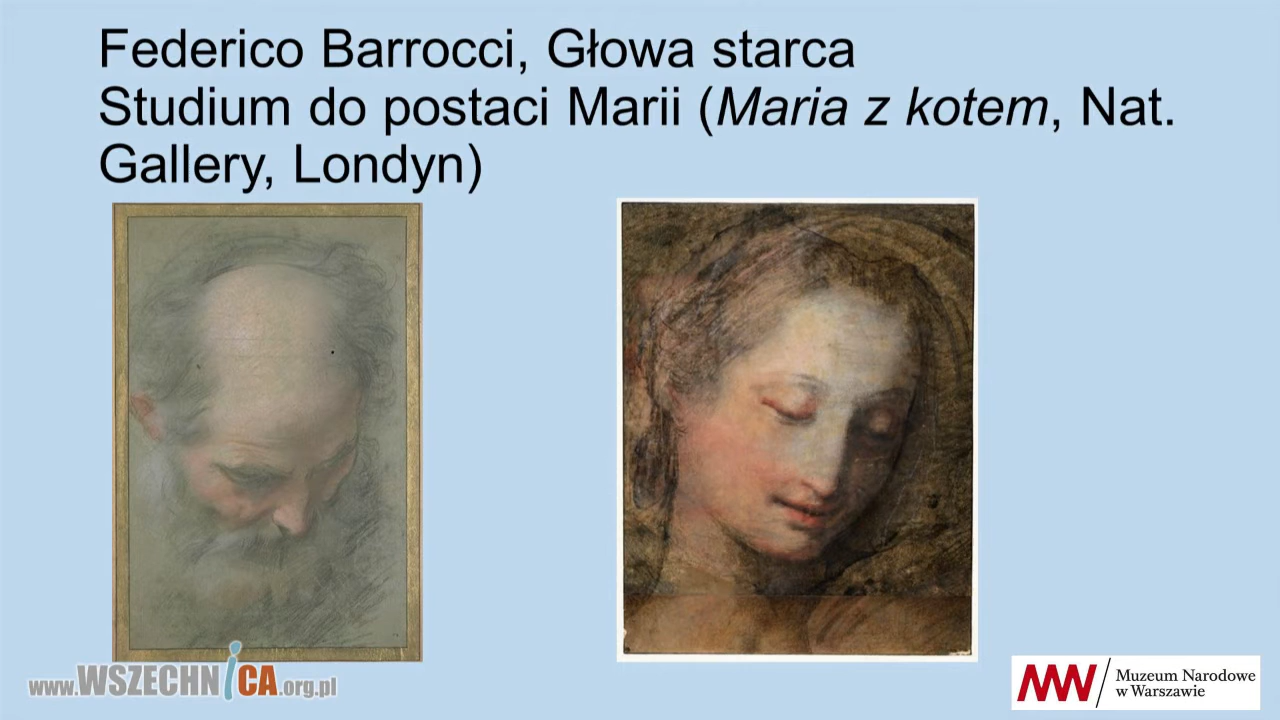 Federico Barrocci, Głowa starca
Studium do postaci Marii (Maria z kotem, Nat.
Gallery, Londyn)
www.WSZECHNiCA.org.pl
MW Muzeum Narodowe
w Warszawie